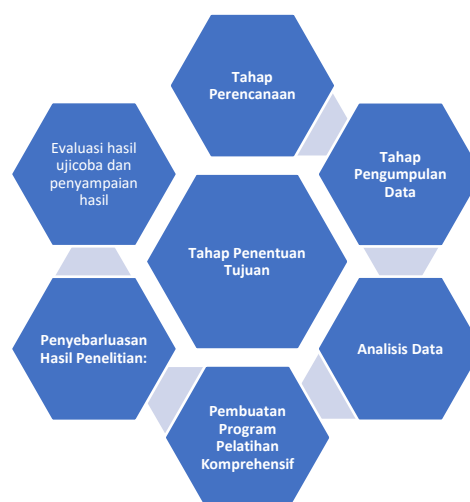 Tahap
Perencanaan
Tahap
Pengumpulan
Data
Analisis Data
Pembuatan
Program
Pelatihan
Komprehensif
Penyebarluasan
Hasil Penelitian:
Evaluasi hasil
ujicoba dan
penyampaian
hasil
Tahap Penentuan
Tujuan